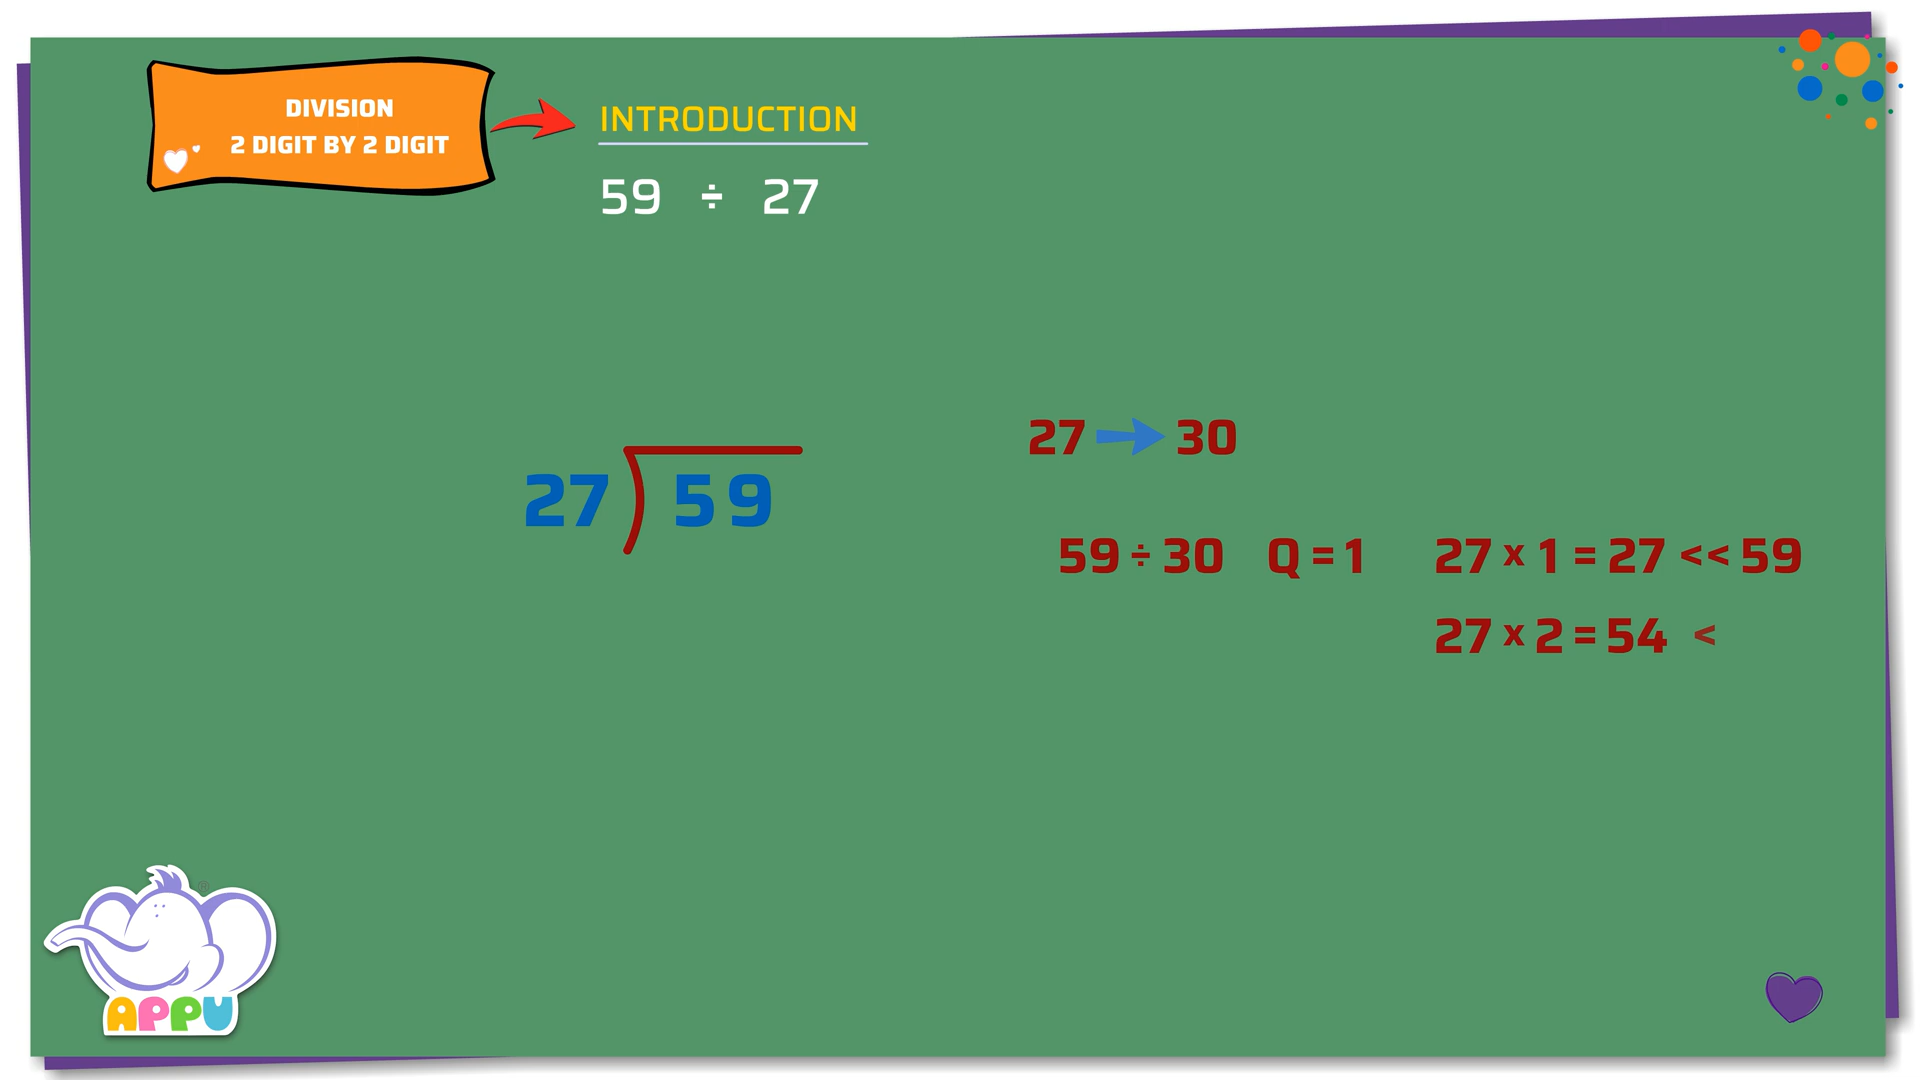 DIVISION
2 DIGIT BY 2 DIGIT
INTRODUCTION
59 ÷ 27
27 → 30
27 ) 59
59 ÷ 30 Q = 1 27 x 1 = 27 << 59
27 x 2 = 54 <
APPU